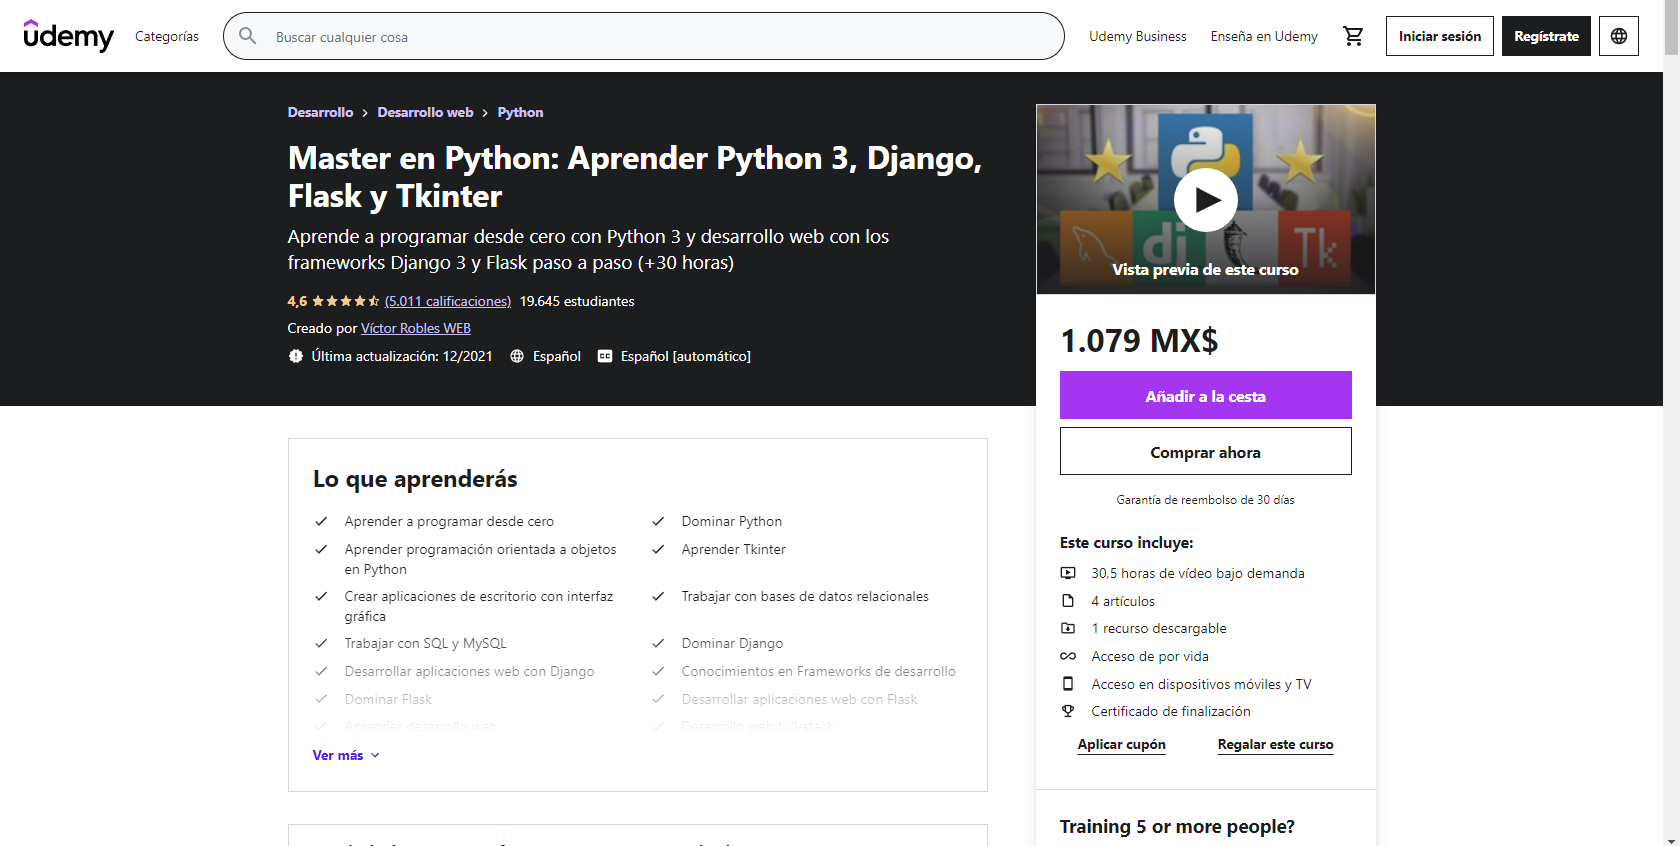 udemy
Categorías
Buscar cualquier cosa
Udemy Business
Enseña en Udemy
Iniciar sesión
Regístrate
Desarrollo
Desarrollo web
Python
Master en Python: Aprender Python 3, Django,
Flask y Tkinter
Aprende a programar desde cero con Python 3 y desarrollo web con los
frameworks Django 3 y Flask paso a paso (+30 horas)
4,6 (5.011 calificaciones) 19.645 estudiantes
Creado por Víctor Robles WEB
Última actualización: 12/2021 Español CC Español [automático]
dj
Tk
Vista previa de este curso
1.079 MX$
Añadir a la cesta
Comprar ahora
Garantía de reembolso de 30 días
Este curso incluye:
30,5 horas de vídeo bajo demanda
4 artículos
1 recurso descargable
Acceso de por vida
Acceso en dispositivos móviles y TV
Certificado de finalización
Aplicar cupón
Regalar este curso
Training 5 or more people?
Lo que aprenderás
Aprender a programar desde cero
Dominar Python
Aprender programación orientada a objetos
en Python
Aprender Tkinter
Crear aplicaciones de escritorio con interfaz
gráfica
Trabajar con bases de datos relacionales
Trabajar con SQL y MySQL
Dominar Django
Desarrollar aplicaciones web con Django
Conocimientos en Frameworks de desarrollo
Dominar Flask
Desarrollar aplicaciones web con Flask
Aprender desarrollo web
Desarrollo web full-stack
Ver más